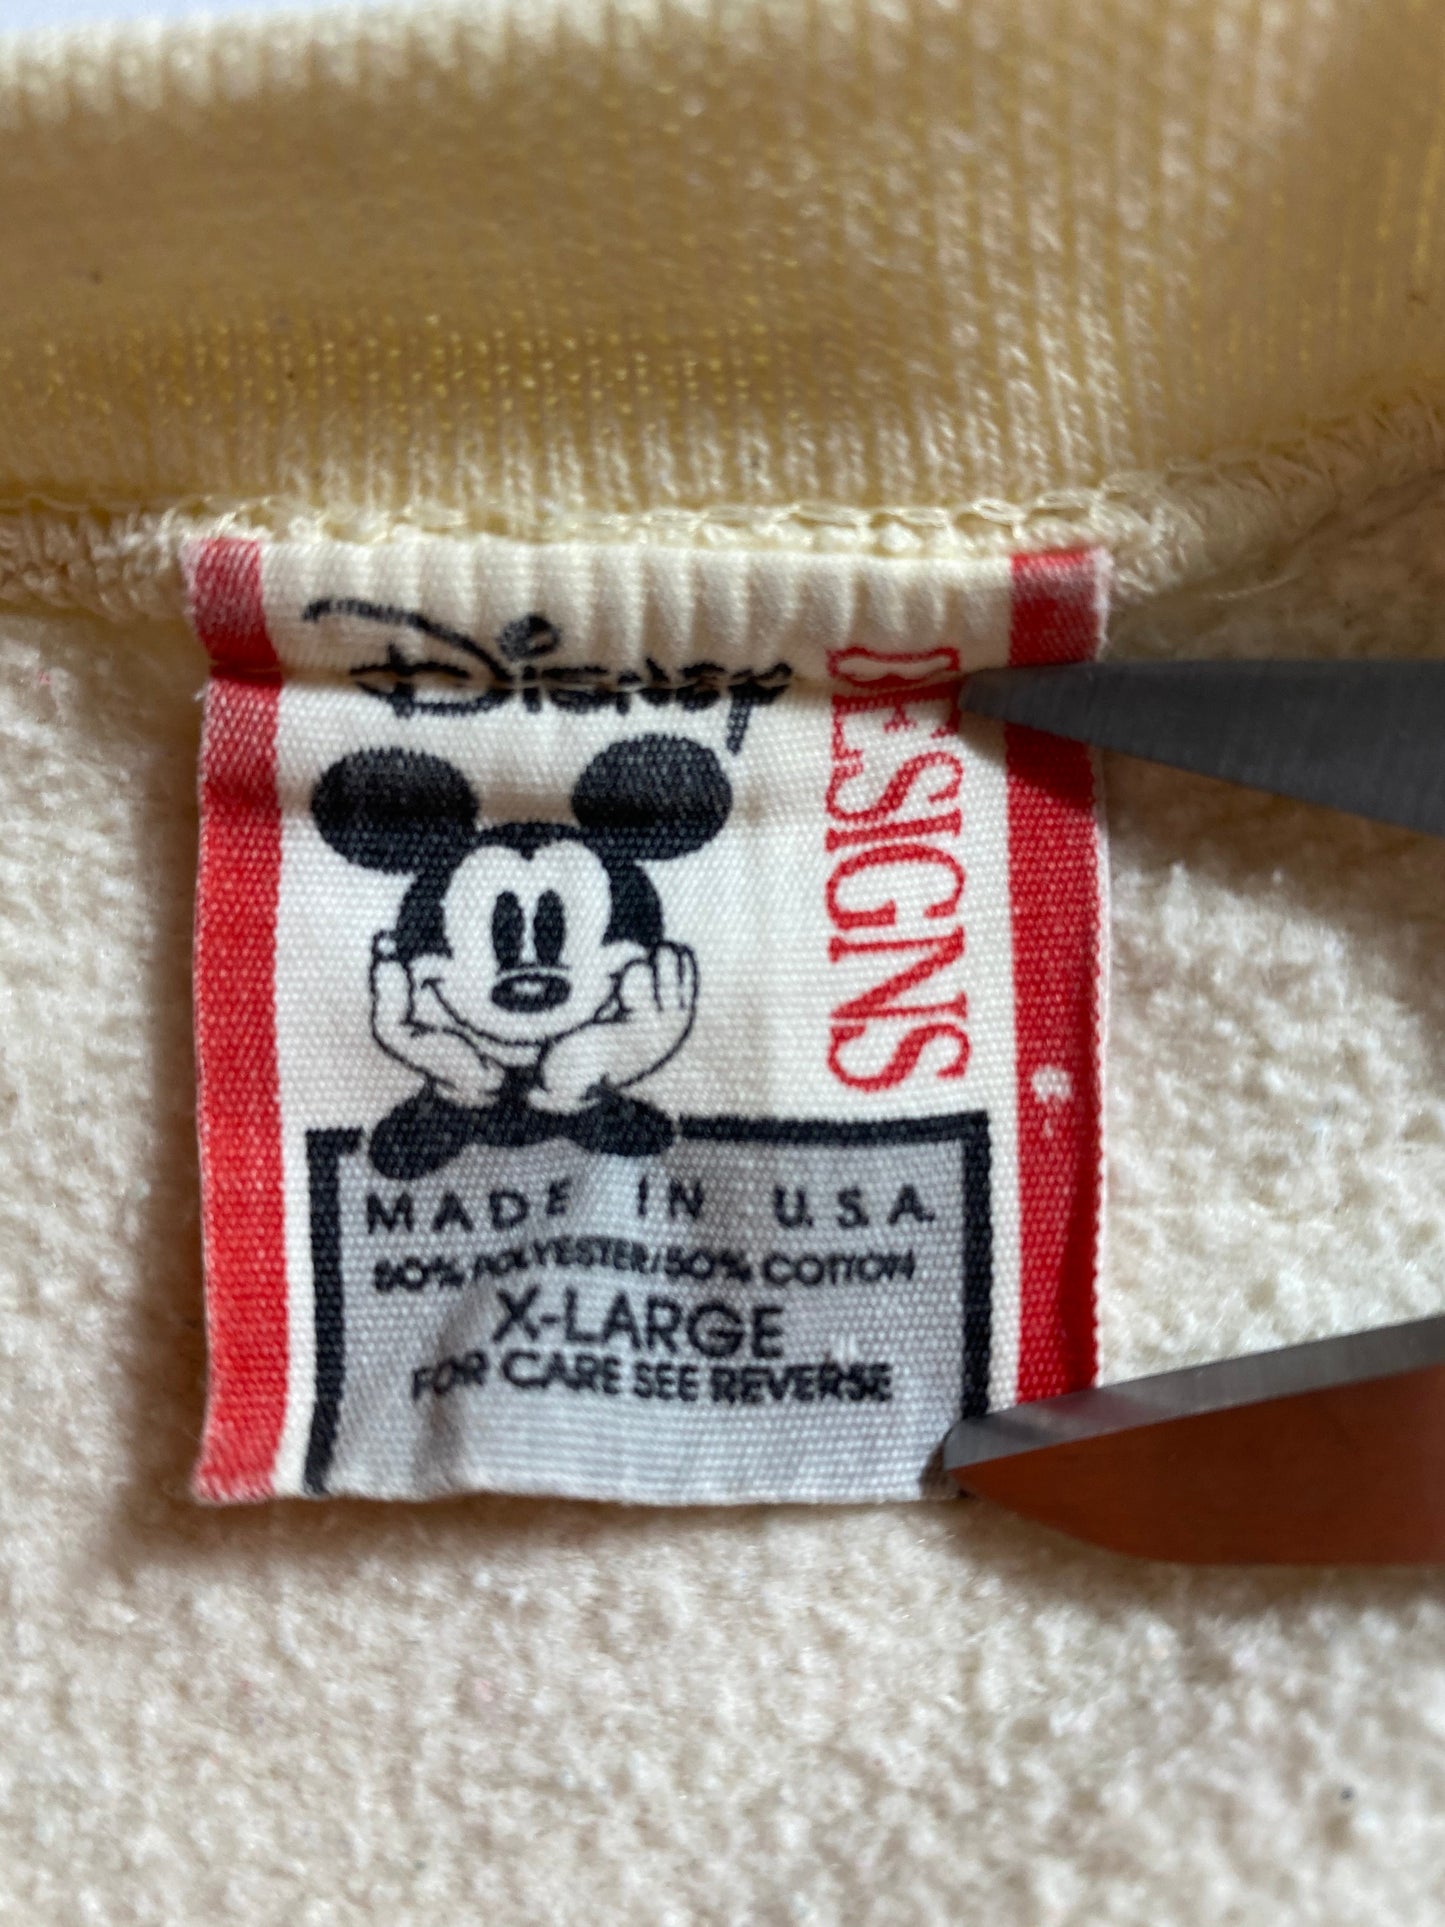 Disney
DESIGNS
MADE IN U.S.A.
50% POLYESTER/50% COTTON
X-LARGE
FOR CARE SEE REVERSE